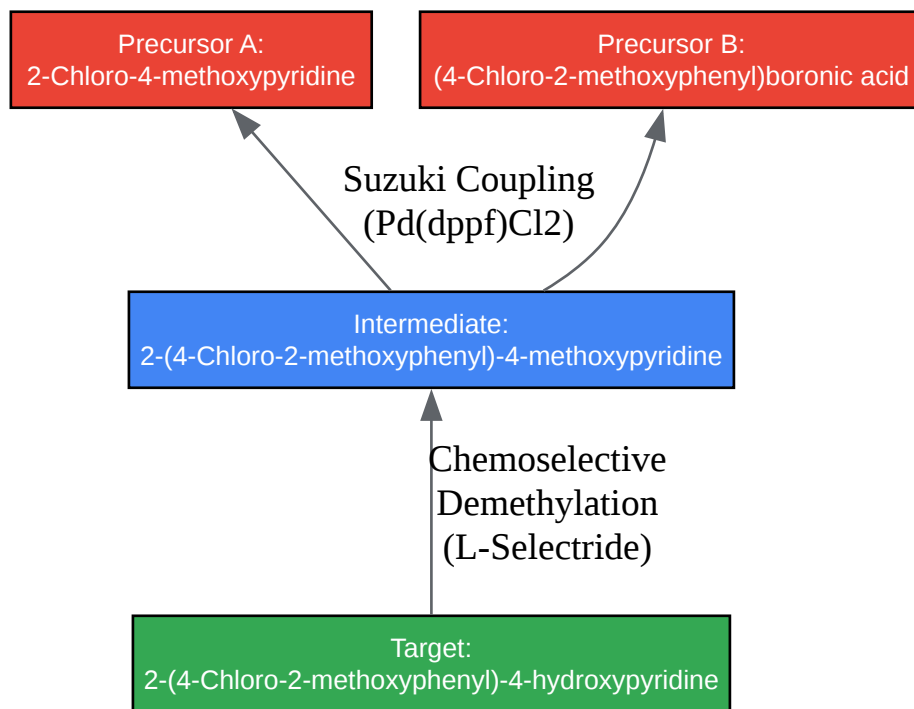 Precursor A:
2-Chloro-4-methoxypyridine
Precursor B:
(4-Chloro-2-methoxyphenyl)boronic acid
Suzuki Coupling
(Pd(dppf)Cl2)
Intermediate:
2-(4-Chloro-2-methoxyphenyl)-4-methoxypyridine
Chemoselective
Demethylation
(L-Selectride)
Target:
2-(4-Chloro-2-methoxyphenyl)-4-hydroxypyridine